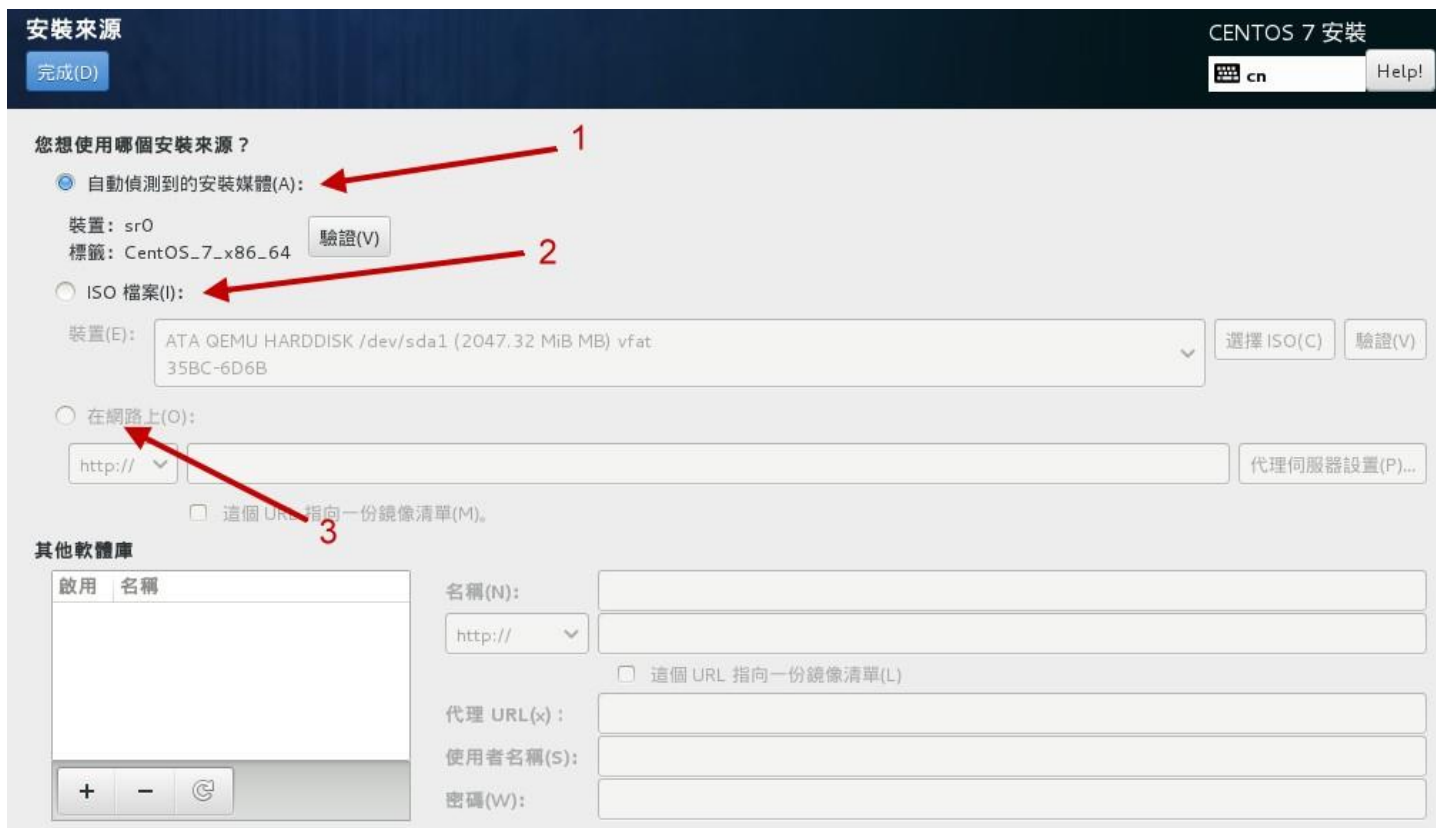 安裝來源
CENTOS 7 安裝
完成(D)
cn
Help!
您想使用哪個安裝來源？
1
自動偵測到的安裝媒體(A)：
裝置：sr0
標籤：CentOS_7_x86_64
驗證(V)
2
ISO 檔案(I)：
裝置(E)：
ATA QEMU HARDDISK /dev/sda1 (2047.32 MiB MB) vfat
35BC-6D6B
選擇 ISO(C)
驗證(V)
在網路上(O)：
http://
代理伺服器設置(P)...
這個 URL 指向一份鏡像清單(M)。
3
其他軟體庫
啟用 名稱
名稱(N)：
http://
這個 URL 指向一份鏡像清單(L)
代理 URL(x)：
使用者名稱(S)：
密碼(W)：